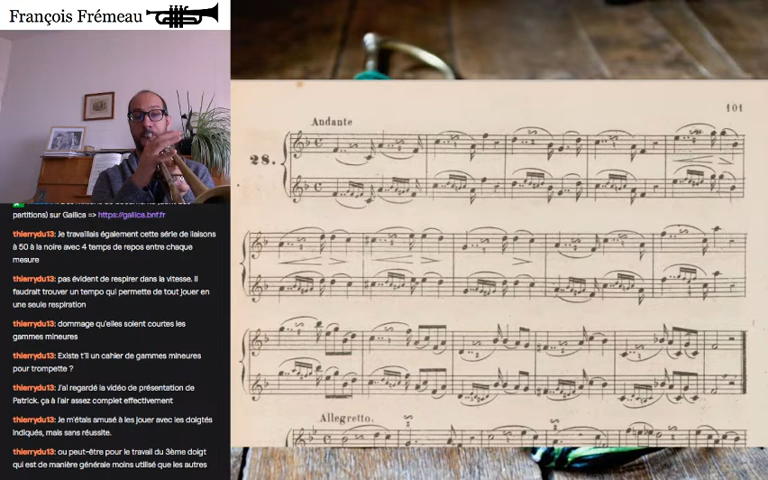 François Frémeau
partitions) sur Gallica => https://gallica.bnf.fr
thierrydu13: Je travaillais également cette série de liaisons
à 50 à la noire avec 4 temps de repos entre chaque
mesure
thierrydu13: pas évident de respirer dans la vitesse. Il
faudrait trouver un tempo qui permette de tout jouer en
une seule respiration
thierrydu13: dommage qu'elles soient courtes les
gammes mineures
thierrydu13: Existe t'il un cahier de gammes mineures
pour trompette ?
thierrydu13: J'ai regardé la vidéo de présentation de
Patrick. ça à l'air assez complet effectivement
thierrydu13: Je m'étais amusé à les jouer avec les doigtés
indiqués, mais sans réussite.
thierrydu13: ou peut-être pour le travail du 3ème doigt
qui est de manière générale moins utilisé que les autres
101
Andante
28.
Allegretto.